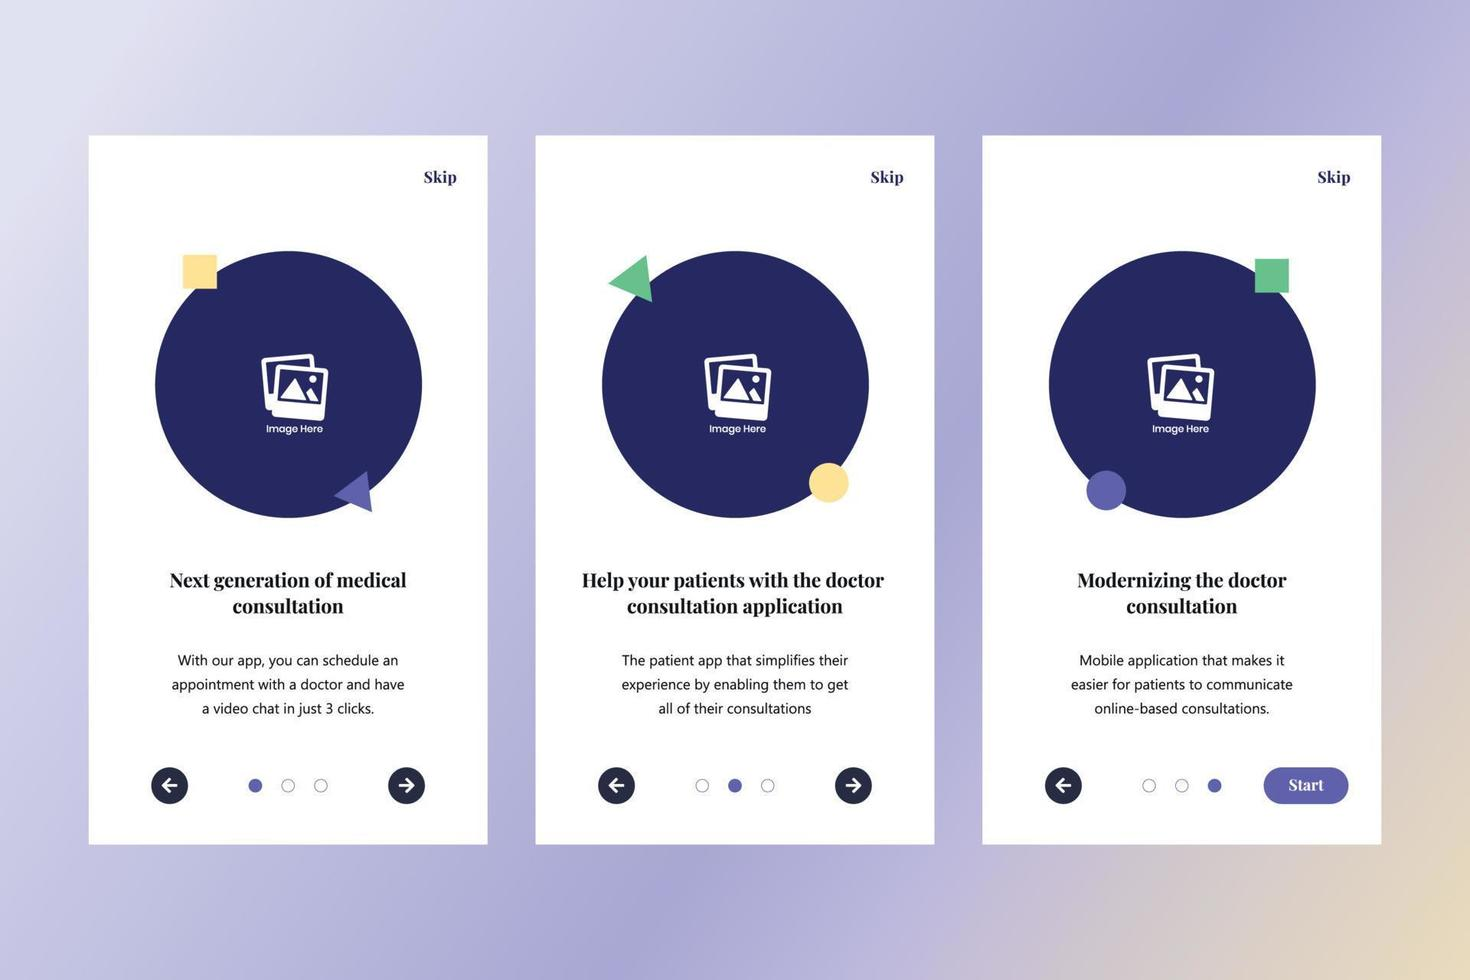 Skip
Image Here
Next generation of medical
consultation
With our app, you can schedule an
appointment with a doctor and have
a video chat in just 3 clicks.
Skip
Image Here
Help your patients with the doctor
consultation application
The patient app that simplifies their
experience by enabling them to get
all of their consultations
Skip
Image Here
Modernizing the doctor
consultation
Mobile application that makes it
easier for patients to communicate
online-based consultations.
Start